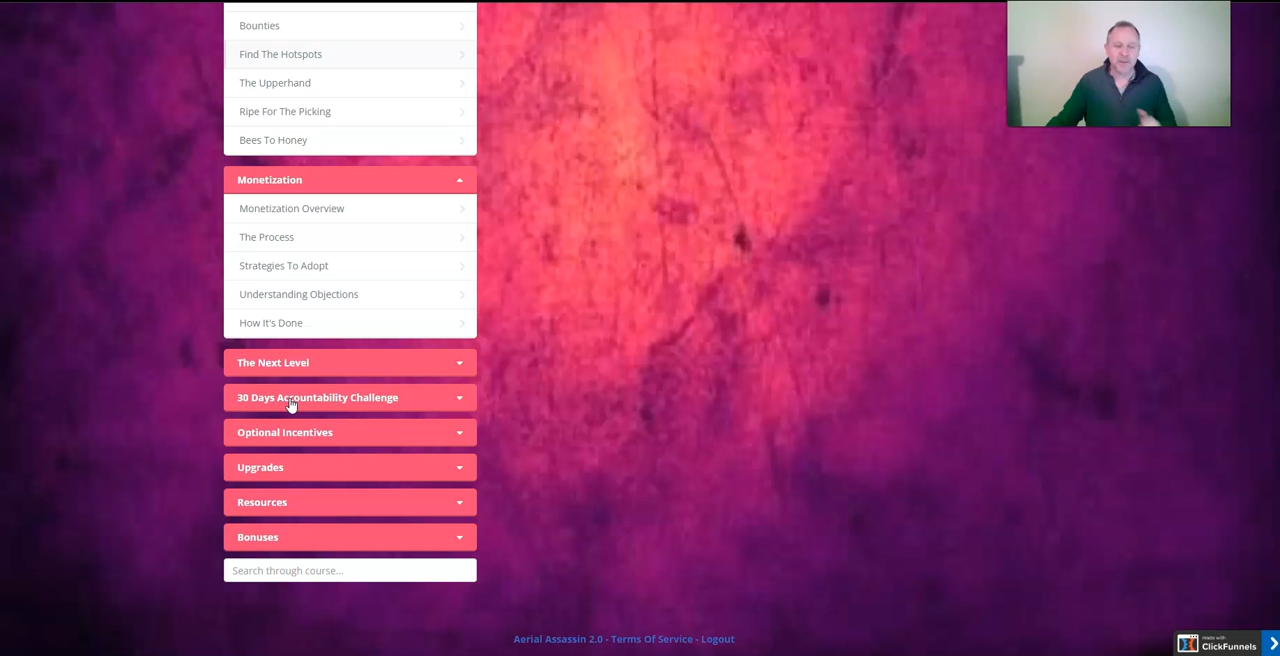 Bounties
Find The Hotspots
The Upperhand
Ripe For The Picking
Bees To Honey
Monetization
Monetization Overview
The Process
Strategies To Adopt
Understanding Objections
How It's Done
The Next Level
30 Days Accountability Challenge
Optional Incentives
Upgrades
Resources
Bonuses
Search through course...
Aerial Assassin 2.0 - Terms Of Service - Logout
made with
ClickFunnels